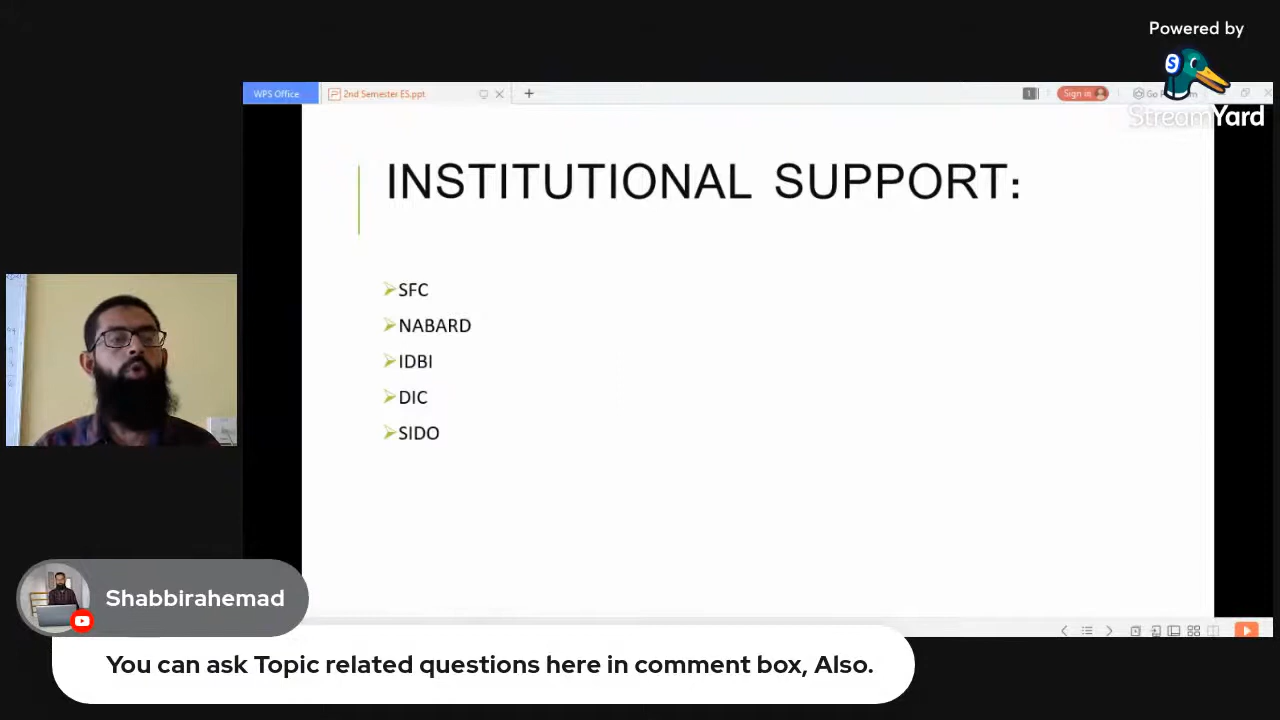 Powered by
StreamYard
WPS Office
2nd Semester ES.ppt
1
Sign in
INSTITUTIONAL SUPPORT:
SFC
NABARD
IDBI
DIC
SIDO
Shabbirahemad
You can ask Topic related questions here in comment box, Also.